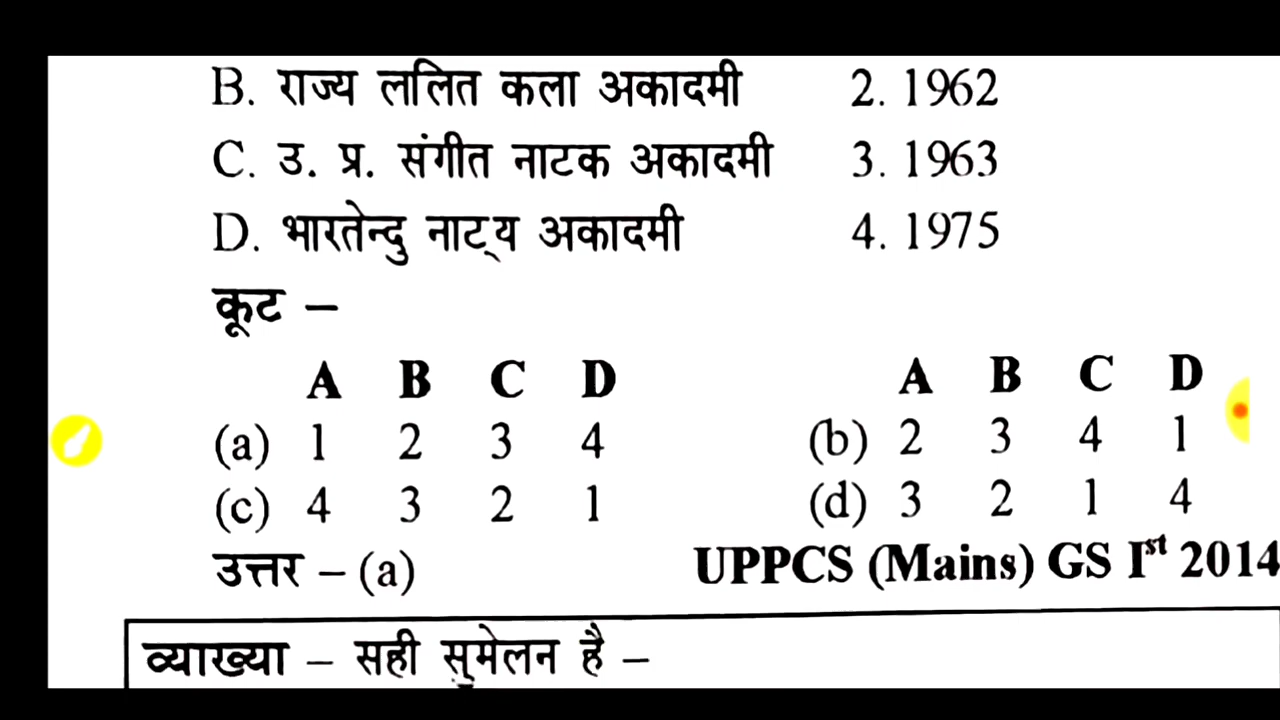 B. राज्य ललित कला अकादमी 2. 1962
C. उ. प्र. संगीत नाटक अकादमी 3. 1963
D. भारतेन्दु नाट्य अकादमी 4. 1975
कूट –
A B C D A B C D
(a) 1 2 3 4 (b) 2 3 4 1
(c) 4 3 2 1 (d) 3 2 1 4
उत्तर – (a) UPPCS (Mains) GS Ist 2014
व्याख्या – सही सुमेलन है –